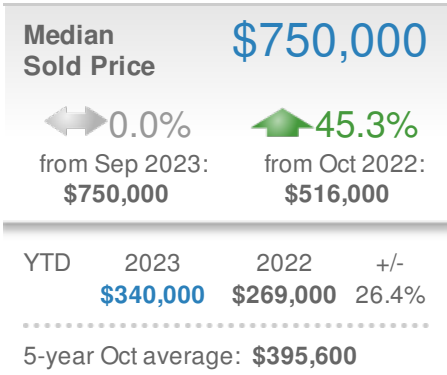 Median $750,000
Sold Price
0.0% 45.3%
from Sep 2023: from Oct 2022:
$750,000 $516,000
YTD 2023 2022 +/-
$340,000 $269,000 26.4%
5-year Oct average: $395,600